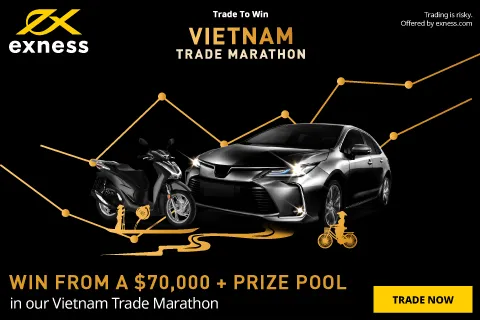 exness
Trade To Win
VIETNAM
TRADE MARATHON
Trading is risky.
Offered by exness.com
WIN FROM A $70,000 + PRIZE POOL
in our Vietnam Trade Marathon
TRADE NOW